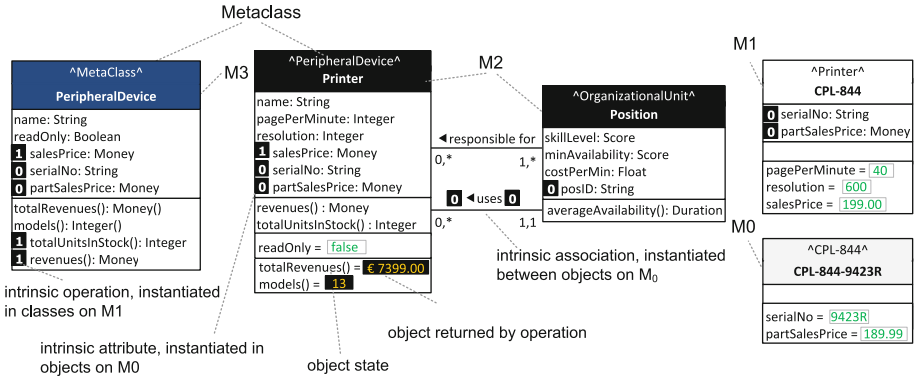 Metaclass
^MetaClass^
PeripheralDevice
name: String
readOnly: Boolean
1 salesPrice: Money
0 serialNo: String
0 partSalesPrice: Money
totalRevenues(): Money()
models(): Integer()
1 totalUnitsInStock(): Integer
1 revenues(): Money
M3
^PeripheralDevice^
Printer
name: String
pagePerMinute: Integer
resolution: Integer
1 salesPrice: Money
0 serialNo: String
0 partSalesPrice: Money
revenues() : Money
totalUnitsInStock() : Integer
readOnly = false
totalRevenues() = € 7399.00
models() = 13
M2
◄ responsible for
0,* 1,*
0 ◄ uses 0
0,* 1,1
^OrganizationalUnit^
Position
skillLevel: Score
minAvailability: Score
costPerMin: Float
0 posID: String
averageAvailability(): Duration
M1
^Printer^
CPL-844
0 serialNo: String
0 partSalesPrice: Money
pagePerMinute = 40
resolution = 600
salesPrice = 199.00
M0
^CPL-844^
CPL-844-9423R
serialNo = 9423R
partSalesPrice = 189.99
intrinsic operation, instantiated
in classes on M1
intrinsic attribute, instantiated in
objects on M0
object state
object returned by operation
intrinsic association, instantiated
between objects on M0